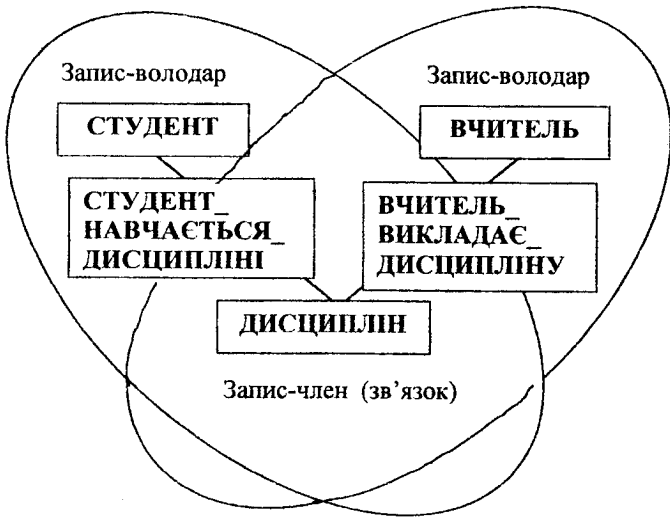 Запис-володар
Запис-володар
СТУДЕНТ
ВЧИТЕЛЬ
СТУДЕНТ_
НАВЧАЄТЬСЯ_
ДИСЦИПЛІНІ
ВЧИТЕЛЬ_
ВИКЛАДАЄ_
ДИСЦИПЛІНУ
ДИСЦИПЛІН
Запис-член (зв’язок)